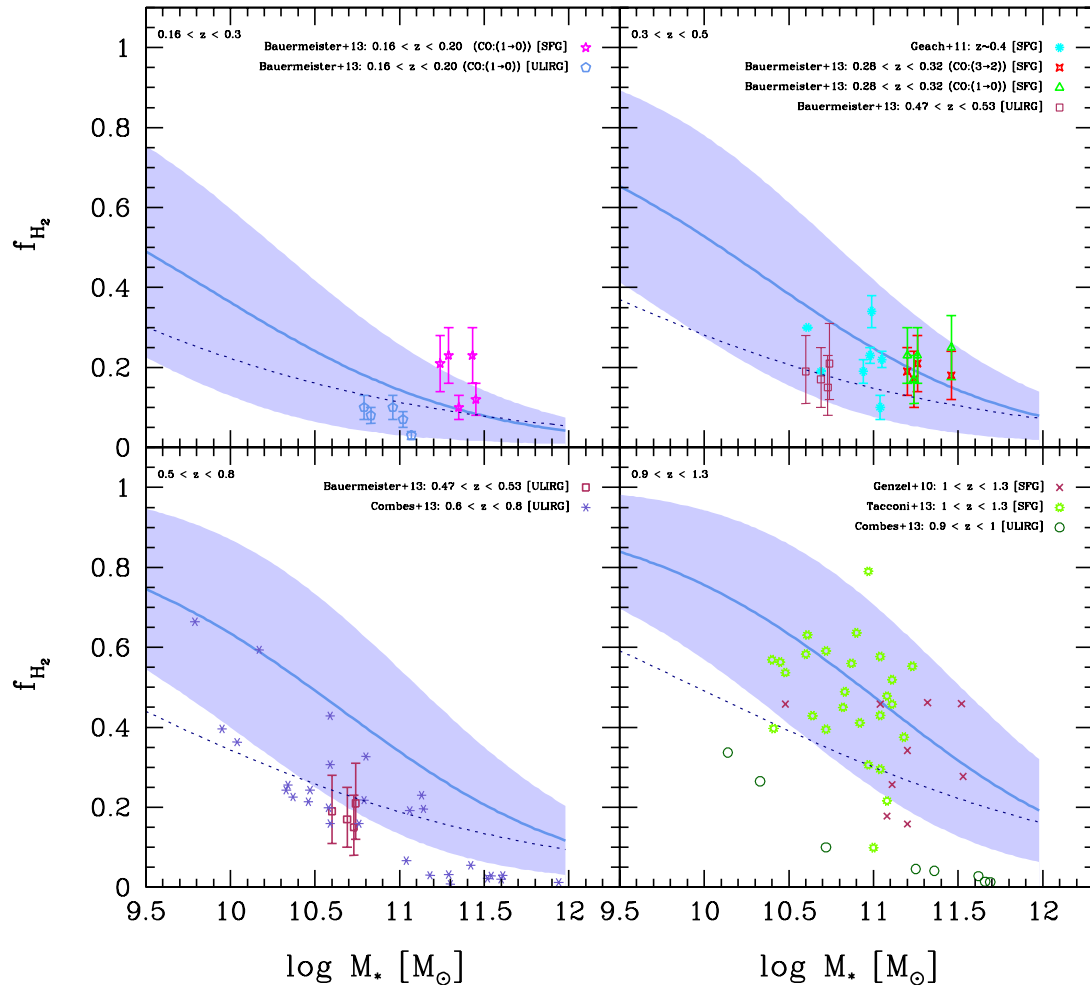 0.16 < z < 0.3
Bauermeister+13: 0.16 < z < 0.20 (CO:(1→0)) [SFG]
Bauermeister+13: 0.16 < z < 0.20 (CO:(1→0)) [ULIRG]
0.3 < z < 0.5
Geach+11: z~0.4 [SFG]
Bauermeister+13: 0.28 < z < 0.32 (CO:(3→2)) [SFG]
Bauermeister+13: 0.28 < z < 0.32 (CO:(1→0)) [SFG]
Bauermeister+13: 0.47 < z < 0.53 [ULIRG]
1
0.8
0.6
0.4
0.2
0
f_H₂
0.5 < z < 0.8
Bauermeister+13: 0.47 < z < 0.53 [ULIRG]
Combes+13: 0.6 < z < 0.8 [ULIRG]
0.9 < z < 1.3
Genzel+10: 1 < z < 1.3 [SFG]
Tacconi+13: 1 < z < 1.3 [SFG]
Combes+13: 0.9 < z < 1 [ULIRG]
1
0.8
0.6
0.4
0.2
0
f_H₂
9.5 10 10.5 11 11.5 12
9.5 10 10.5 11 11.5 12
log M* [M⊙]
log M* [M⊙]